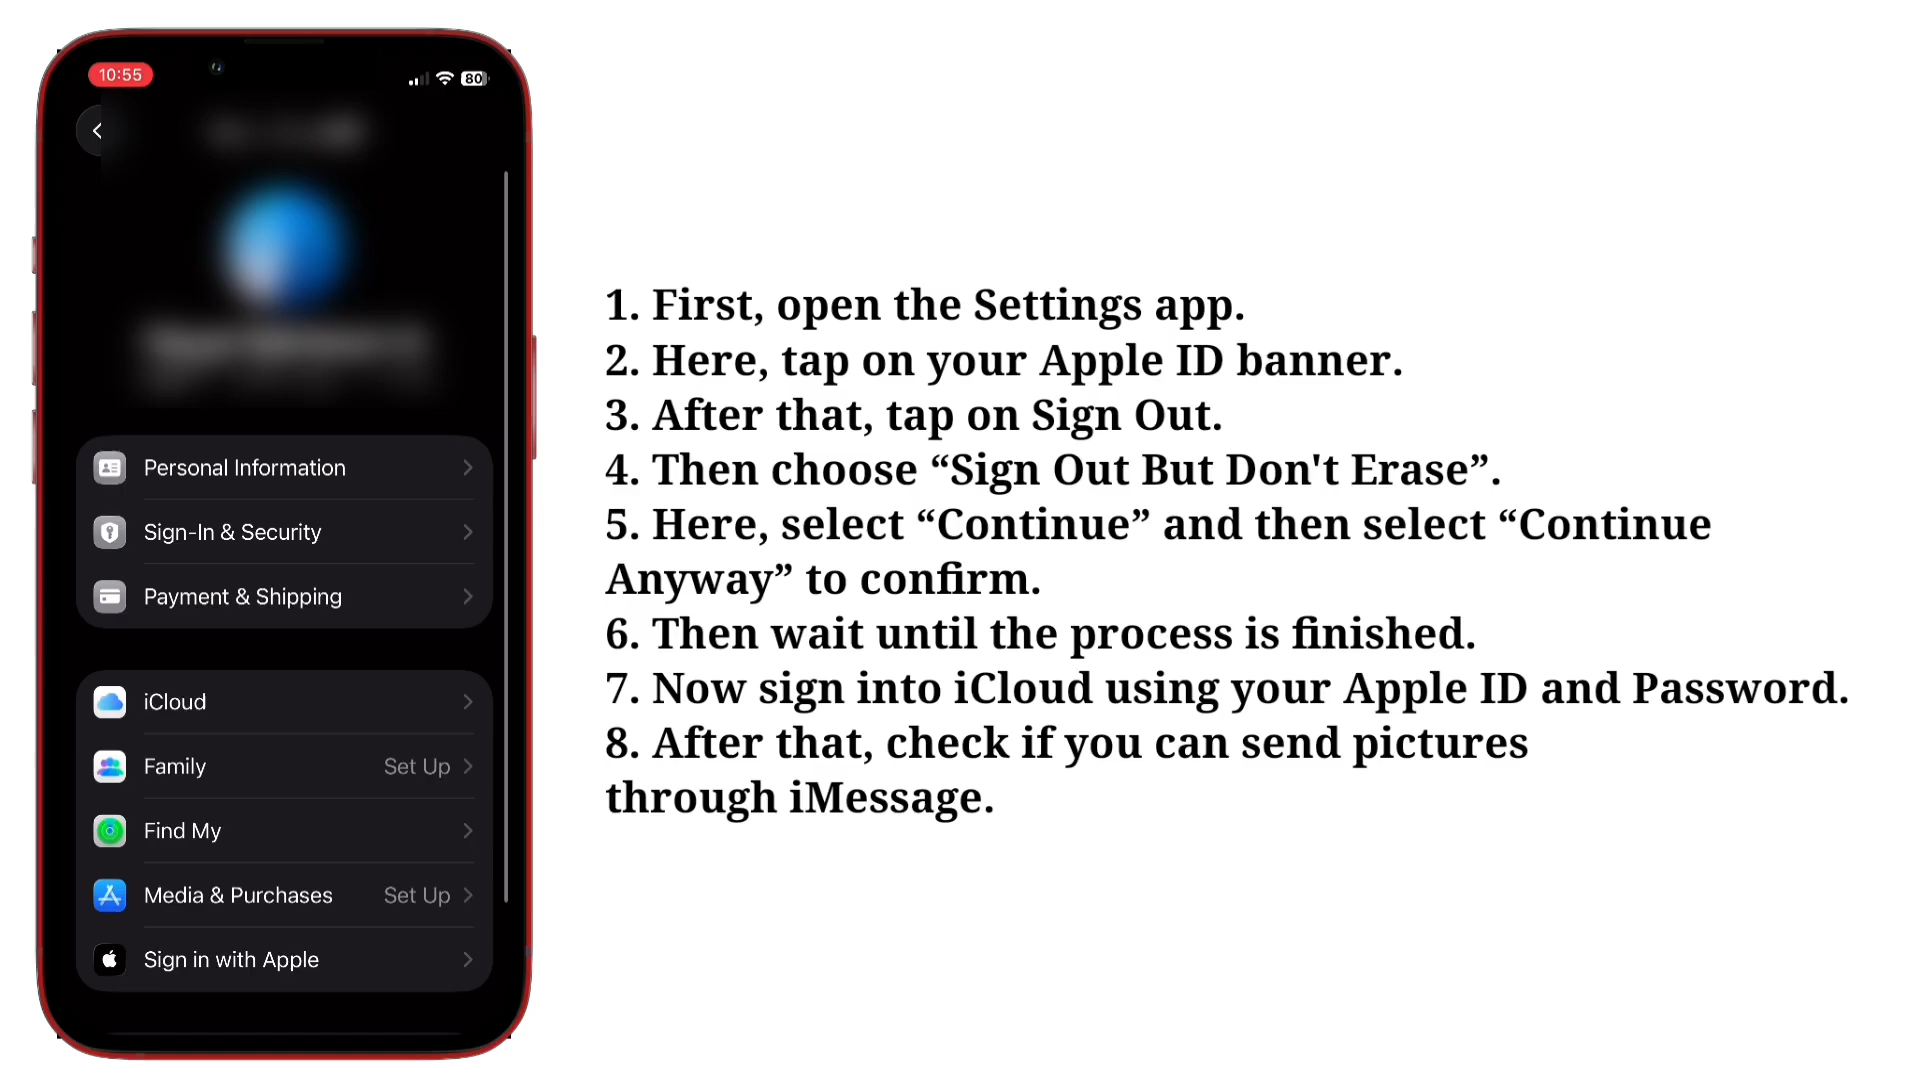 10:55
80
Personal Information
Sign-In & Security
Payment & Shipping
iCloud
Family Set Up
Find My
Media & Purchases Set Up
Sign in with Apple
1. First, open the Settings app.
2. Here, tap on your Apple ID banner.
3. After that, tap on Sign Out.
4. Then choose “Sign Out But Don't Erase”.
5. Here, select “Continue” and then select “Continue
Anyway” to confirm.
6. Then wait until the process is finished.
7. Now sign into iCloud using your Apple ID and Password.
8. After that, check if you can send pictures
through iMessage.